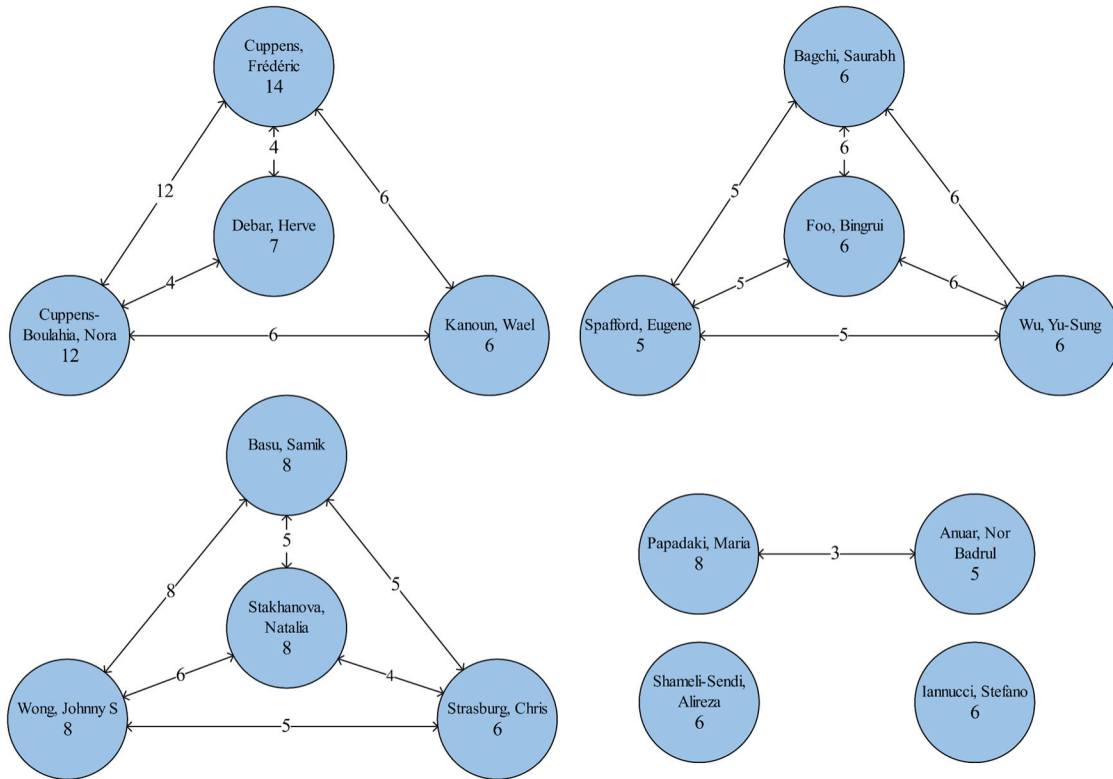 Cuppens,
Frédéric
14
4
12
6
Debar, Herve
7
4
Cuppens-
Boulahia, Nora
12
6
Kanoun, Wael
6
Bagchi, Saurabh
6
6
5
6
Foo, Bingrui
6
5
6
Spafford, Eugene
5
5
Wu, Yu-Sung
6
Basu, Samik
8
5
8
5
Stakhanova,
Natalia
8
6
4
Wong, Johnny S
8
5
Strasburg, Chris
6
Papadaki, Maria
8
3
Anuar, Nor
Badrul
5
Shameli-Sendi,
Alireza
6
Iannucci, Stefano
6